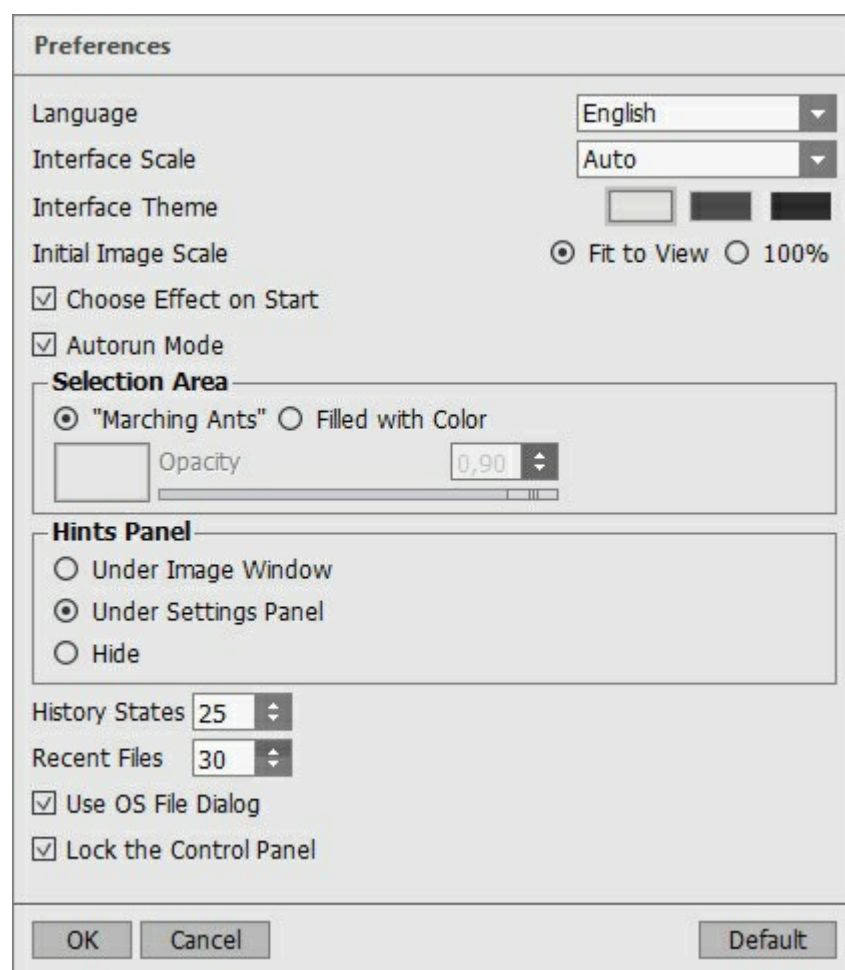 Preferences
Language English
Interface Scale Auto
Interface Theme
Initial Image Scale Fit to View 100%
Choose Effect on Start
Autorun Mode
Selection Area
"Marching Ants" Filled with Color
Opacity 0,90
Hints Panel
Under Image Window
Under Settings Panel
Hide
History States 25
Recent Files 30
Use OS File Dialog
Lock the Control Panel
OK Cancel Default